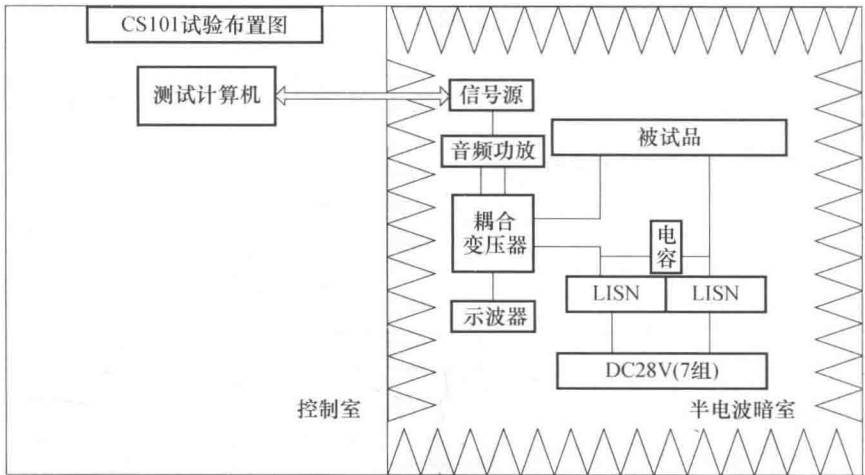 CS101试验布置图
测试计算机
信号源
音频功放
被试品
耦合
变压器
电
容
LISN
LISN
示波器
DC28V(7组)
控制室
半电波暗室